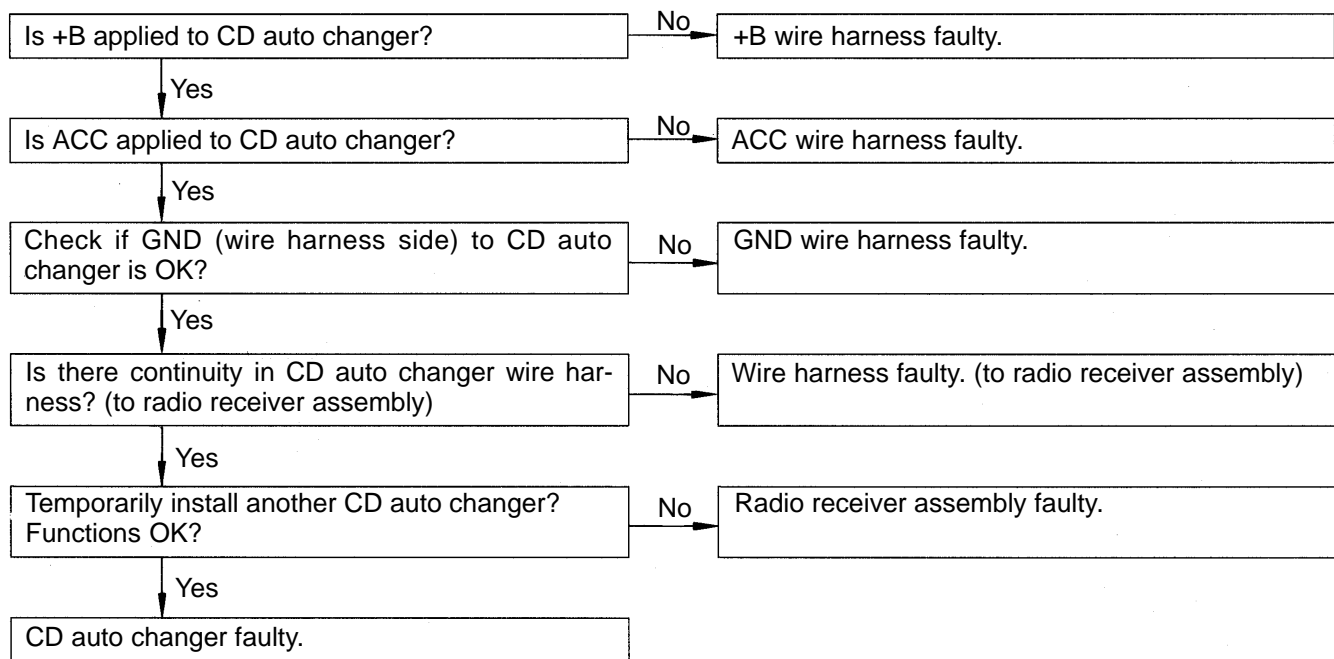 Is +B applied to CD auto changer?
No
+B wire harness faulty.
Yes
Is ACC applied to CD auto changer?
No
ACC wire harness faulty.
Yes
Check if GND (wire harness side) to CD auto
changer is OK?
No
GND wire harness faulty.
Yes
Is there continuity in CD auto changer wire har-
ness? (to radio receiver assembly)
No
Wire harness faulty. (to radio receiver assembly)
Yes
Temporarily install another CD auto changer?
Functions OK?
No
Radio receiver assembly faulty.
Yes
CD auto changer faulty.